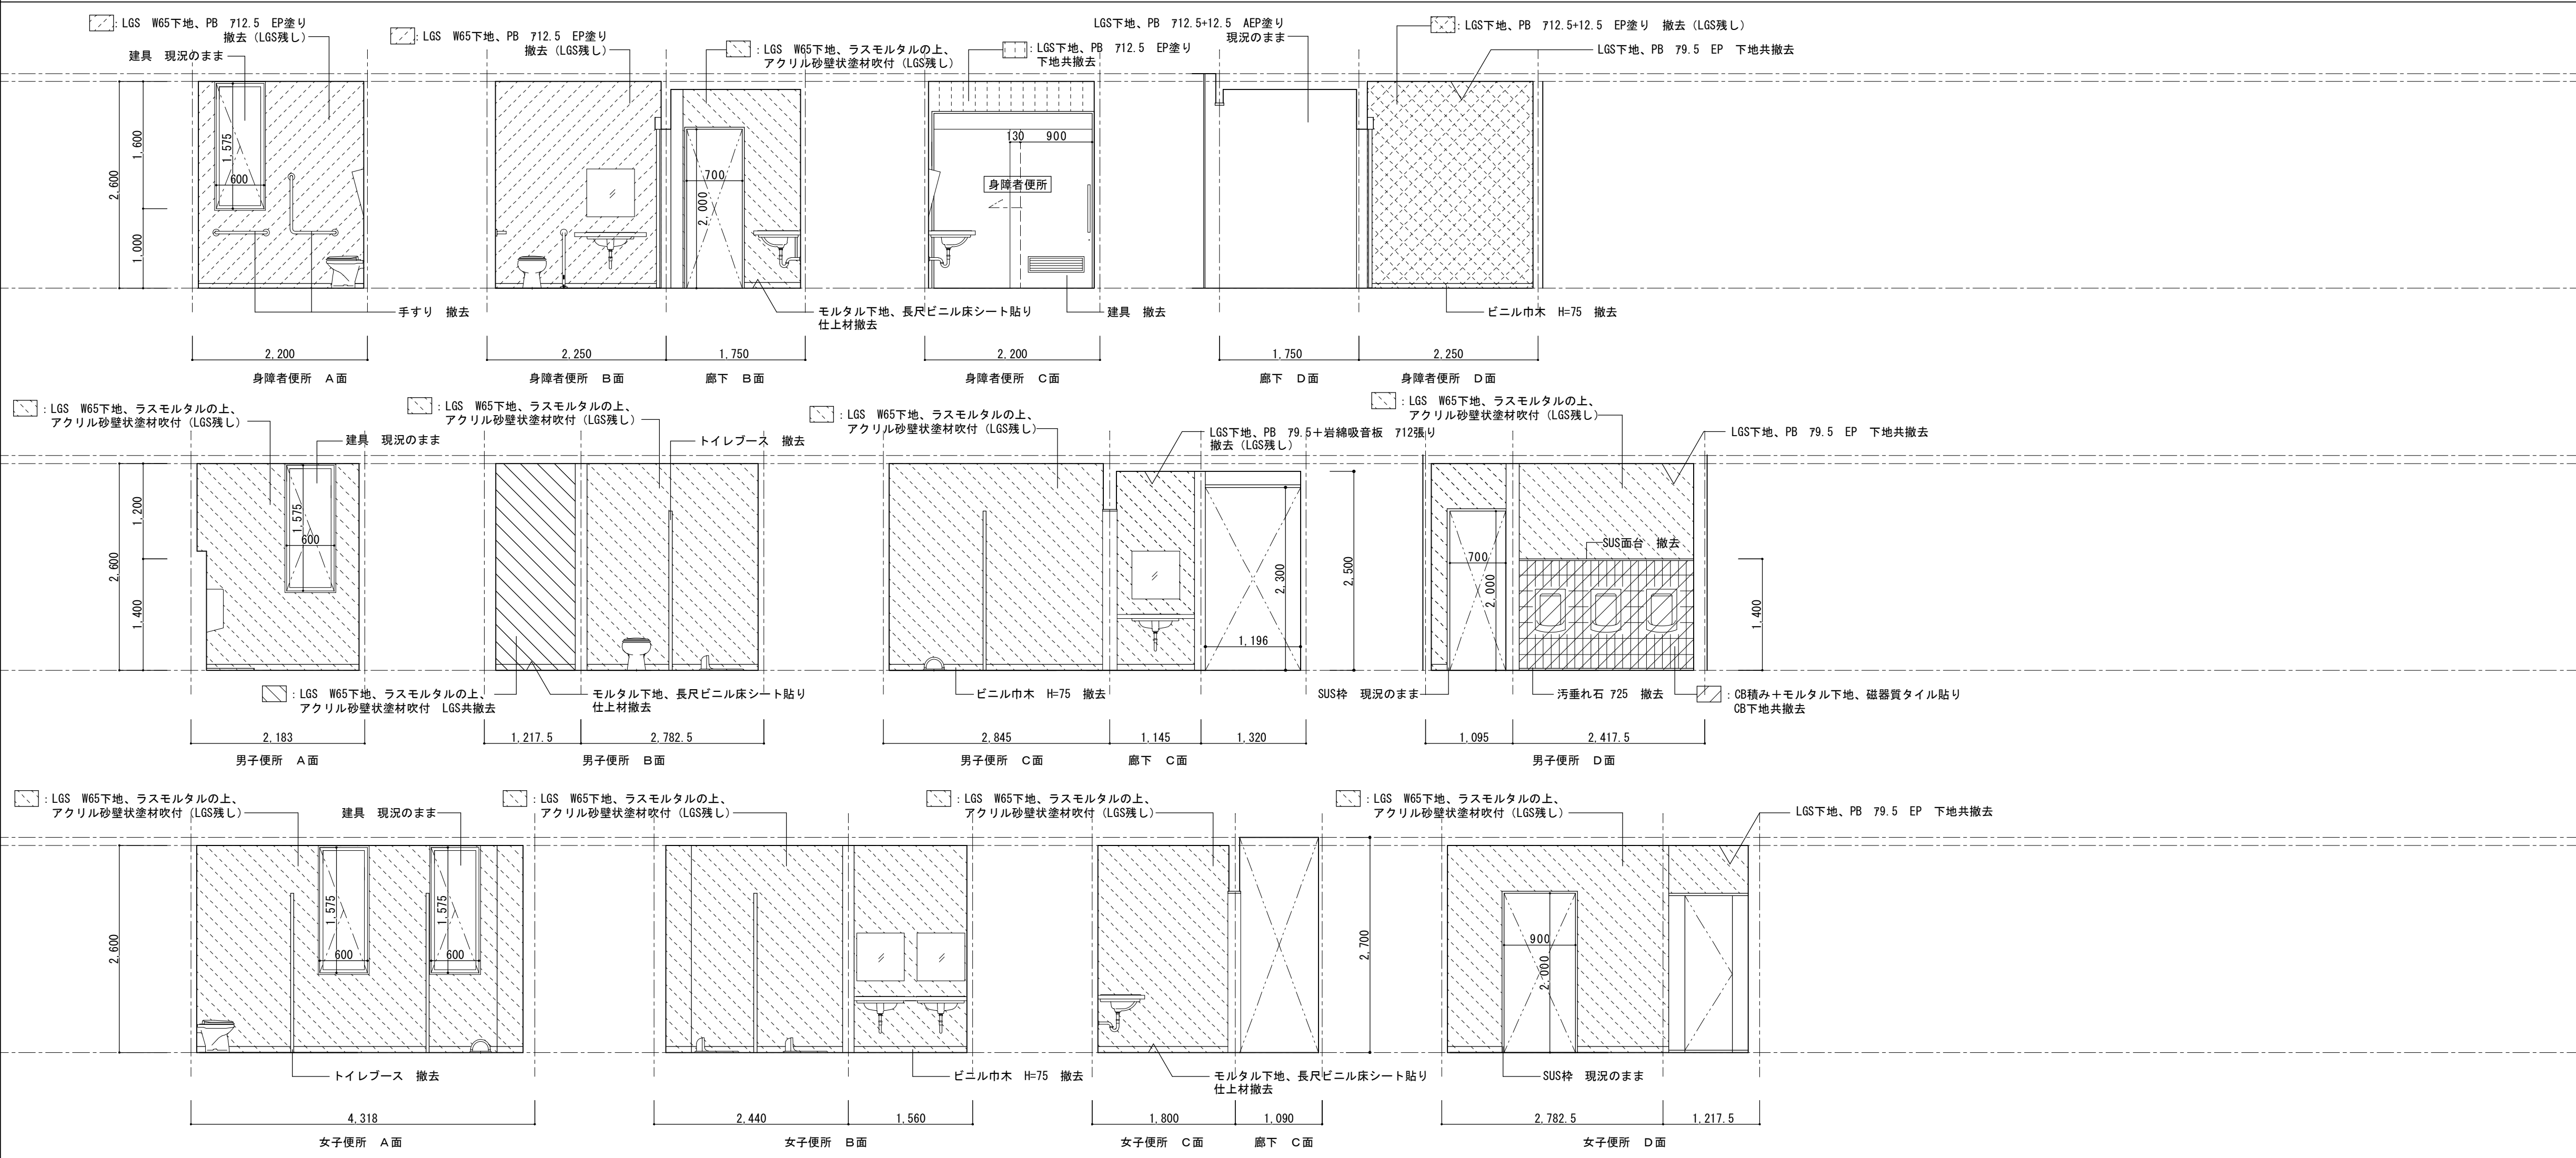 : LGS W65下地、PB ｱ12.5 EP塗り
撤去（LGS残し）
建具 現況のまま
: LGS W65下地、PB ｱ12.5 EP塗り
撤去（LGS残し）
: LGS W65下地、ラスモルタルの上、
アクリル砂壁状塗材吹付（LGS残し）
: LGS下地、PB ｱ12.5 EP塗り
下地共撤去
LGS下地、PB ｱ12.5+12.5 AEP塗り
現況のまま
: LGS下地、PB ｱ12.5+12.5 EP塗り 撤去（LGS残し）
LGS下地、PB ｱ9.5 EP 下地共撤去
2,600
1,600
1,000
1,575
600
700
2,000
130 900
身障者便所
手すり 撤去
モルタル下地、長尺ビニル床シート貼り
仕上材撤去
建具 撤去
ビニル巾木 H=75 撤去
2,200
2,250
1,750
2,200
1,750
2,250
身障者便所 A面
身障者便所 B面
廊下 B面
身障者便所 C面
廊下 D面
身障者便所 D面
: LGS W65下地、ラスモルタルの上、
アクリル砂壁状塗材吹付（LGS残し）
建具 現況のまま
: LGS W65下地、ラスモルタルの上、
アクリル砂壁状塗材吹付（LGS残し）
トイレブース 撤去
: LGS W65下地、ラスモルタルの上、
アクリル砂壁状塗材吹付（LGS残し）
LGS下地、PB ｱ9.5＋岩綿吸音板 ｱ12張り
撤去（LGS残し）
: LGS W65下地、ラスモルタルの上、
アクリル砂壁状塗材吹付（LGS残し）
LGS下地、PB ｱ9.5 EP 下地共撤去
2,600
1,200
1,400
1,575
600
2,300
1,196
2,500
700
2,000
SUS面台 撤去
1,400
: LGS W65下地、ラスモルタルの上、
アクリル砂壁状塗材吹付 LGS共撤去
モルタル下地、長尺ビニル床シート貼り
仕上材撤去
ビニル巾木 H=75 撤去
SUS枠 現況のまま
汚垂れ石 ｱ25 撤去
: CB積み＋モルタル下地、磁器質タイル貼り
CB下地共撤去
2,183
1,217.5
2,782.5
2,845
1,145
1,320
1,095
2,417.5
男子便所 A面
男子便所 B面
男子便所 C面
廊下 C面
男子便所 D面
: LGS W65下地、ラスモルタルの上、
アクリル砂壁状塗材吹付（LGS残し）
建具 現況のまま
: LGS W65下地、ラスモルタルの上、
アクリル砂壁状塗材吹付（LGS残し）
: LGS W65下地、ラスモルタルの上、
アクリル砂壁状塗材吹付（LGS残し）
: LGS W65下地、ラスモルタルの上、
アクリル砂壁状塗材吹付（LGS残し）
LGS下地、PB ｱ9.5 EP 下地共撤去
2,600
1,575
600
1,575
600
2,700
900
2,000
トイレブース 撤去
ビニル巾木 H=75 撤去
モルタル下地、長尺ビニル床シート貼り
仕上材撤去
SUS枠 現況のまま
4,318
2,440
1,560
1,800
1,090
2,782.5
1,217.5
女子便所 A面
女子便所 B面
女子便所 C面
廊下 C面
女子便所 D面